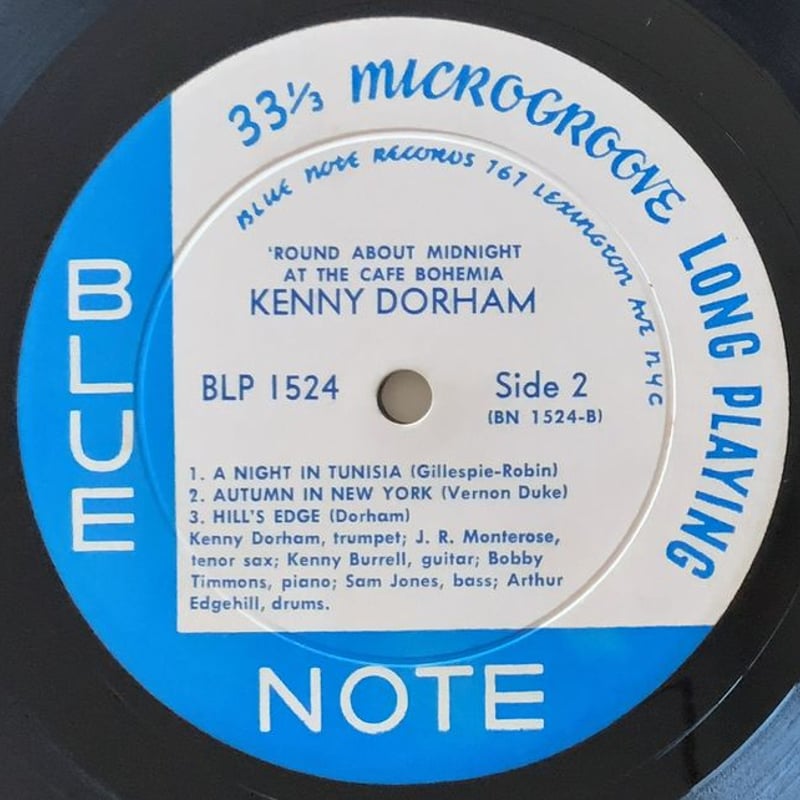 33⅓ MICROGROOVE LONG PLAYING
BLUE NOTE RECORDS 767 LEXINGTON AVE NYC
'ROUND ABOUT MIDNIGHT
AT THE CAFE BOHEMIA
KENNY DORHAM
BLP 1524
Side 2
(BN 1524-B)
1. A NIGHT IN TUNISIA (Gillespie-Robin)
2. AUTUMN IN NEW YORK (Vernon Duke)
3. HILL'S EDGE (Dorham)
Kenny Dorham, trumpet; J. R. Monterose,
tenor sax; Kenny Burrell, guitar; Bobby
Timmons, piano; Sam Jones, bass; Arthur
Edgehill, drums.
BLUE
NOTE